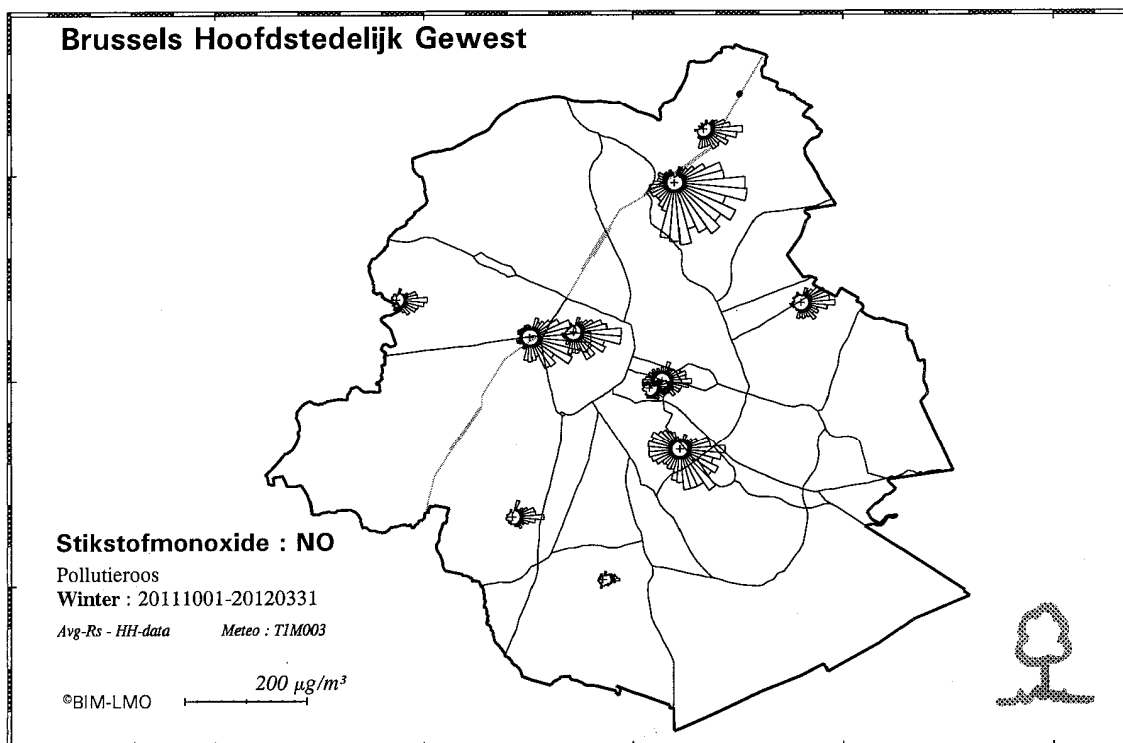 Brussels Hoofdstedelijk Gewest
Stikstofmonoxide : NO
Pollutieroos
Winter : 20111001-20120331
Avg-Rs - HH-data Meteo : T1M003
200 µg/m³
©BIM-LMO